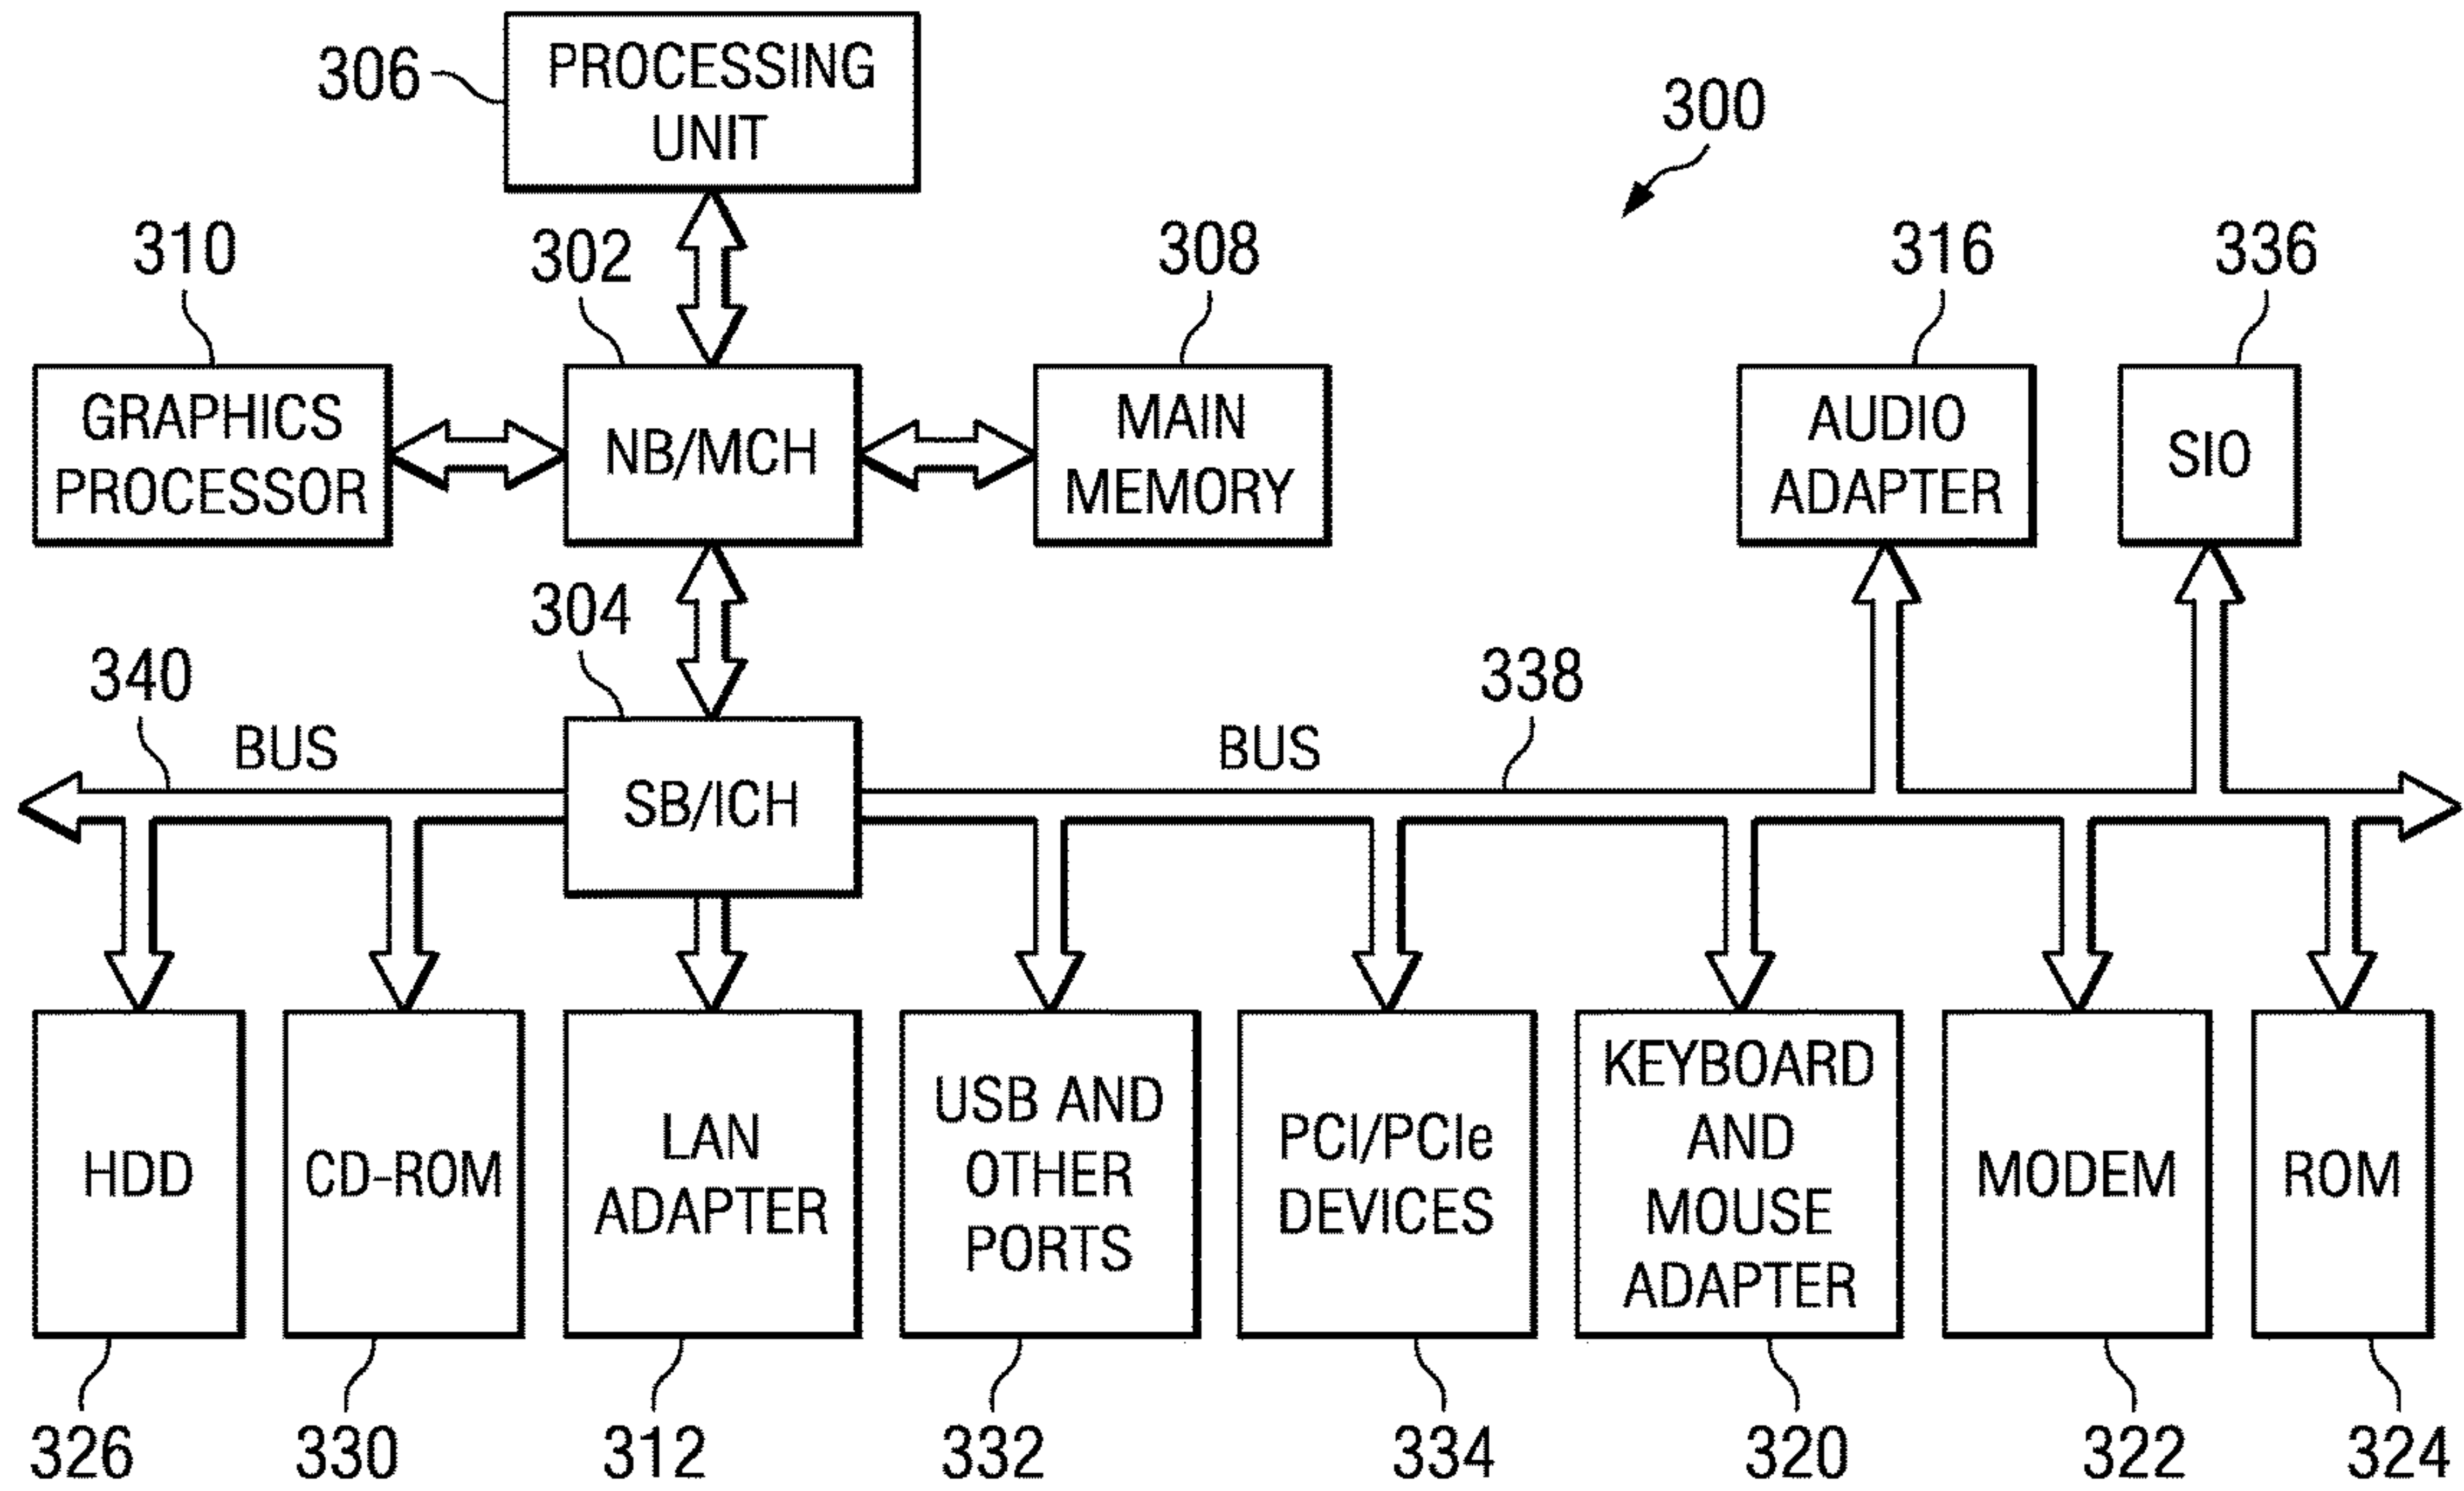 306
PROCESSING
UNIT
300
310
302
308
316
336
GRAPHICS
PROCESSOR
NB/MCH
MAIN
MEMORY
AUDIO
ADAPTER
SIO
304
340
BUS
338
BUS
SB/ICH
HDD
CD-ROM
LAN
ADAPTER
USB AND
OTHER
PORTS
PCI/PCIe
DEVICES
KEYBOARD
AND
MOUSE
ADAPTER
MODEM
ROM
326
330
312
332
334
320
322
324